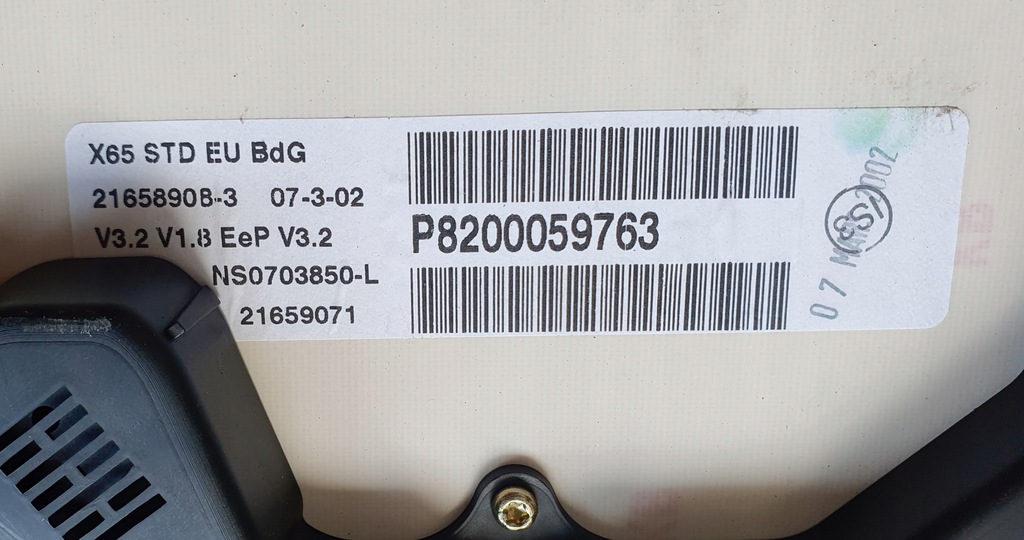 X65 STD EU BdG
21658908-3 07-3-02
V3.2 V1.8 EeP V3.2
NS0703850-L
21659071
P8200059763
07 MARS 2002